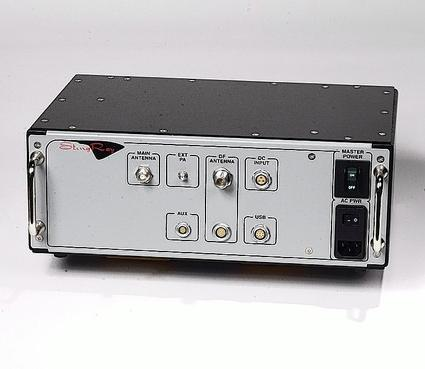 StingRay
MAIN
ANTENNA
EXT
PA
DF
ANTENNA
DC
INPUT
MASTER
POWER
OFF
AUX
USB
AC PWR